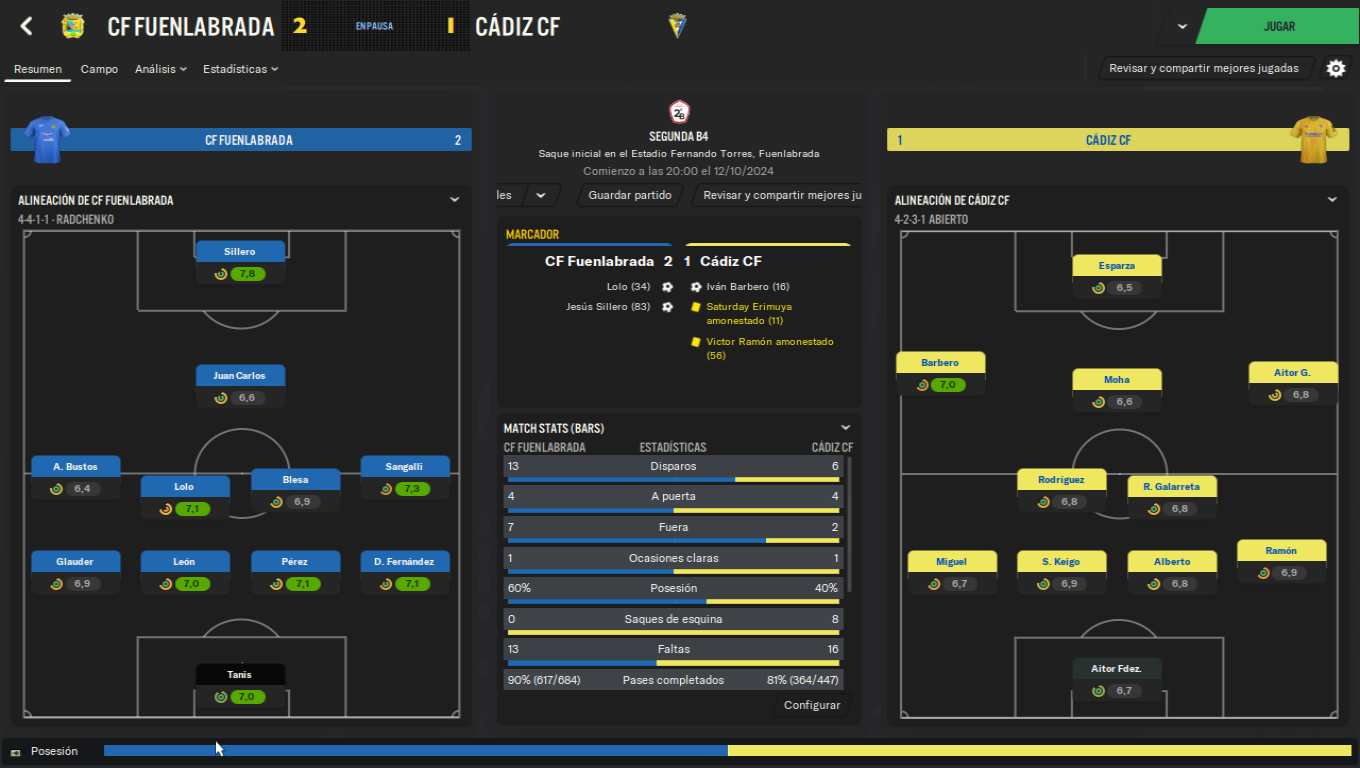 CF FUENLABRADA 2 EN PAUSA 1 CÁDIZ CF
JUGAR
Resumen Campo Análisis Estadísticas
Revisar y compartir mejores jugadas
CF FUENLABRADA 2
2B
SEGUNDA B4
Saque inicial en el Estadio Fernando Torres, Fuenlabrada
Comienzo a las 20:00 el 12/10/2024
les Guardar partido Revisar y compartir mejores ju
1 CÁDIZ CF
ALINEACIÓN DE CF FUENLABRADA
4-4-1-1 - RADCHENKO
Sillero
7,8
Juan Carlos
6,6
A. Bustos
6,4
Lolo
7,1
Blesa
6,9
Sangalli
7,3
Glauder
6,9
León
7,0
Pérez
7,1
D. Fernández
7,1
Tanis
7,0
MARCADOR
CF Fuenlabrada 2 1 Cádiz CF
Lolo (34)
Jesús Sillero (83)
Iván Barbero (16)
Saturday Erimuya
amonestado (11)
Victor Ramón amonestado
(56)
MATCH STATS (BARS)
CF FUENLABRADA ESTADÍSTICAS CÁDIZ CF
13 Disparos 6
4 A puerta 4
7 Fuera 2
1 Ocasiones claras 1
60% Posesión 40%
0 Saques de esquina 8
13 Faltas 16
90% (617/684) Pases completados 81% (364/447)
Configurar
ALINEACIÓN DE CÁDIZ CF
4-2-3-1 ABIERTO
Esparza
6,5
Barbero
7,0
Moha
6,6
Aitor G.
6,8
Rodríguez
6,8
R. Galarreta
6,8
Miguel
6,7
S. Keigo
6,9
Alberto
6,8
Ramón
6,9
Aitor Fdez.
6,7
Posesión